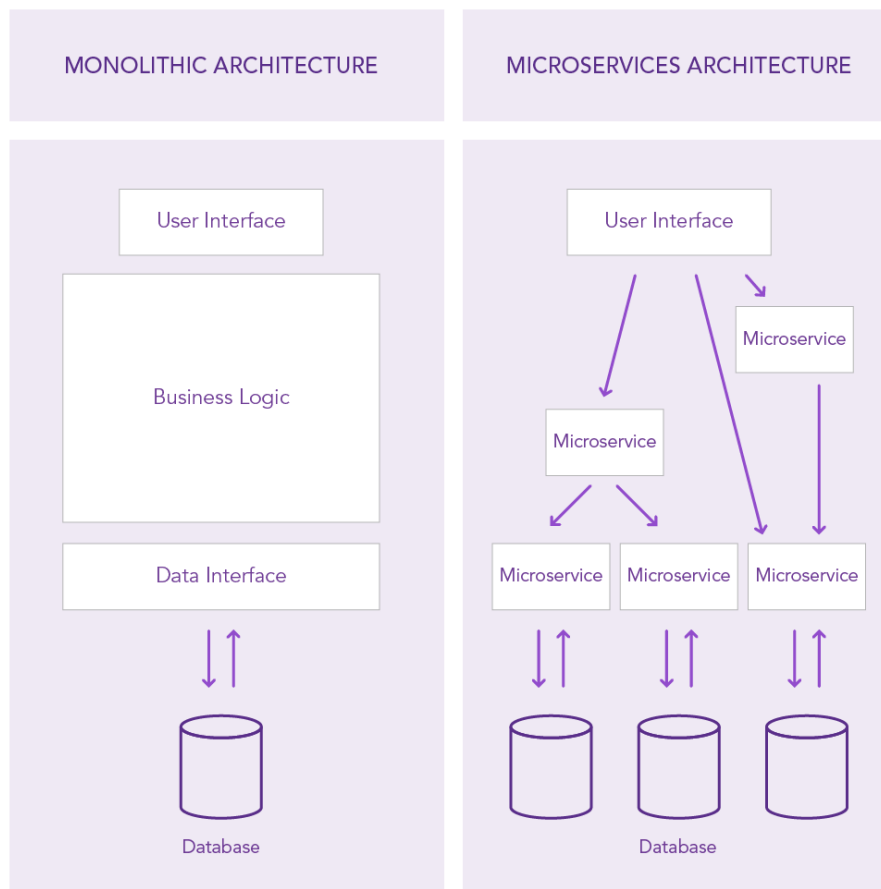 MONOLITHIC ARCHITECTURE
User Interface
Business Logic
Data Interface
Database
MICROSERVICES ARCHITECTURE
User Interface
Microservice
Microservice
Microservice
Microservice
Microservice
Database